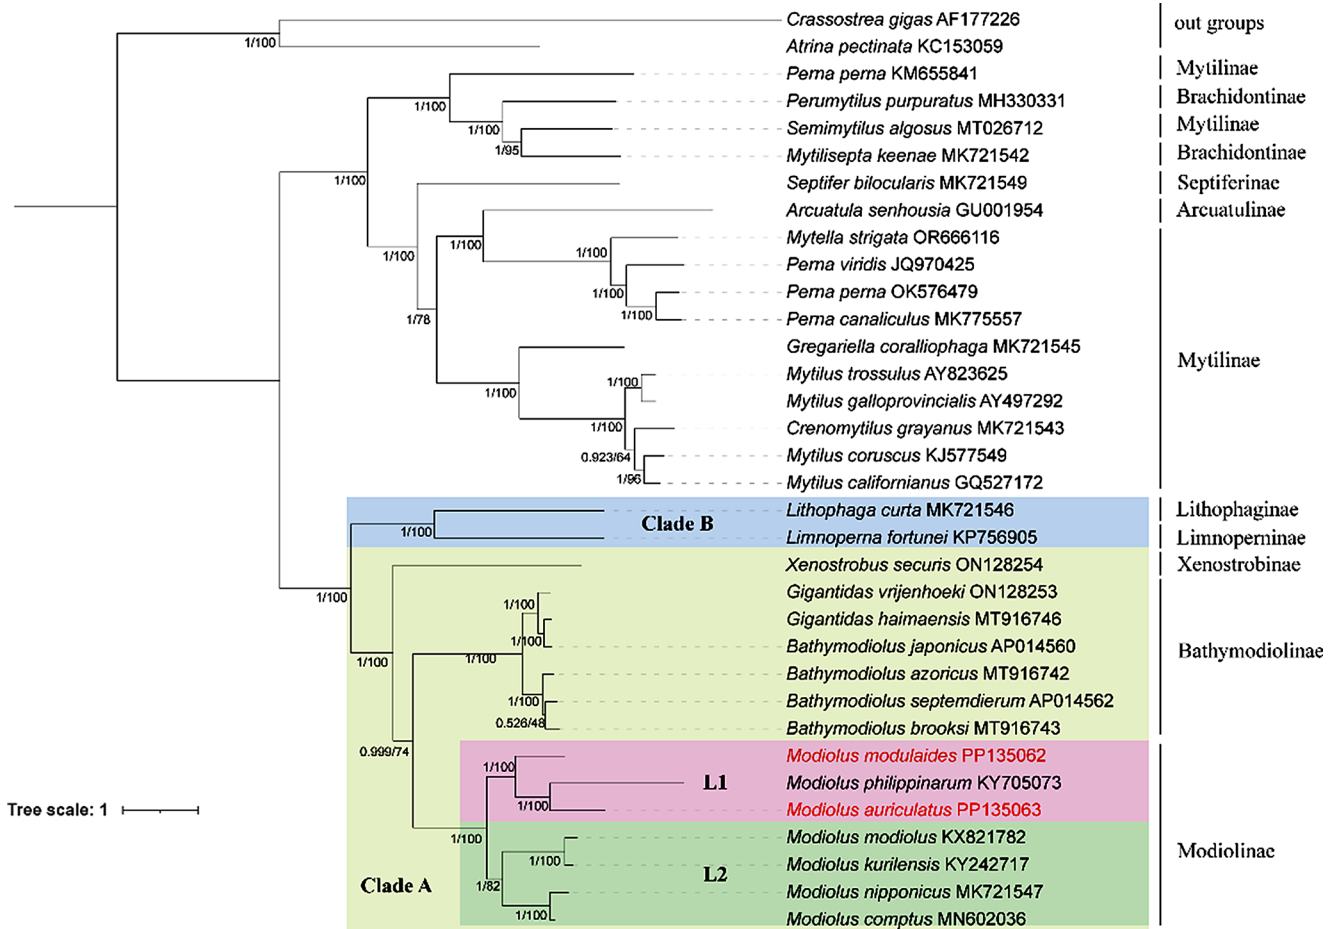 Crassostrea gigas AF177226
out groups
1/100
Atrina pectinata KC153059
Perna perna KM655841
Mytilinae
1/100
Perumytilus purpuratus MH330331
Brachidontinae
1/100
Semimytilus algosus MT026712
Mytilinae
1/95
Mytilisepta keenae MK721542
Brachidontinae
1/100
Septifer bilocularis MK721549
Septiferinae
Arcuatula senhousia GU001954
Arcuatulinae
1/100
Mytella strigata OR666116
1/100
1/100
Perna viridis JQ970425
1/100
Perna perna OK576479
1/100
Perna canaliculus MK775557
1/78
Gregariella coralliophaga MK721545
Mytilinae
Mytilus trossulus AY823625
1/100
1/100
Mytilus galloprovincialis AY497292
1/100
Crenomytilus grayanus MK721543
0.923/64
Mytilus coruscus KJ577549
1/96
Mytilus californianus GQ527172
Lithophaga curta MK721546
Lithophaginae
Clade B
1/100
Limnoperna fortunei KP756905
Limnoperninae
Xenostrobus securis ON128254
Xenostrobinae
1/100
Gigantidas vrijenhoeki ON128253
1/100
Gigantidas haimaensis MT916746
1/100
Bathymodiolus japonicus AP014560
Bathymodiolinae
1/100
1/100
Bathymodiolus azoricus MT916742
1/100
Bathymodiolus septemdierum AP014562
0.526/48
Bathymodiolus brooksi MT916743
0.999/74
Modiolus modulaides PP135062
1/100
L1
Modiolus philippinarum KY705073
1/100
Modiolus auriculatus PP135063
Tree scale: 1
1/100
Modiolus modiolus KX821782
Modiolinae
1/100
Modiolus kurilensis KY242717
L2
Clade A
1/82
Modiolus nipponicus MK721547
1/100
Modiolus comptus MN602036